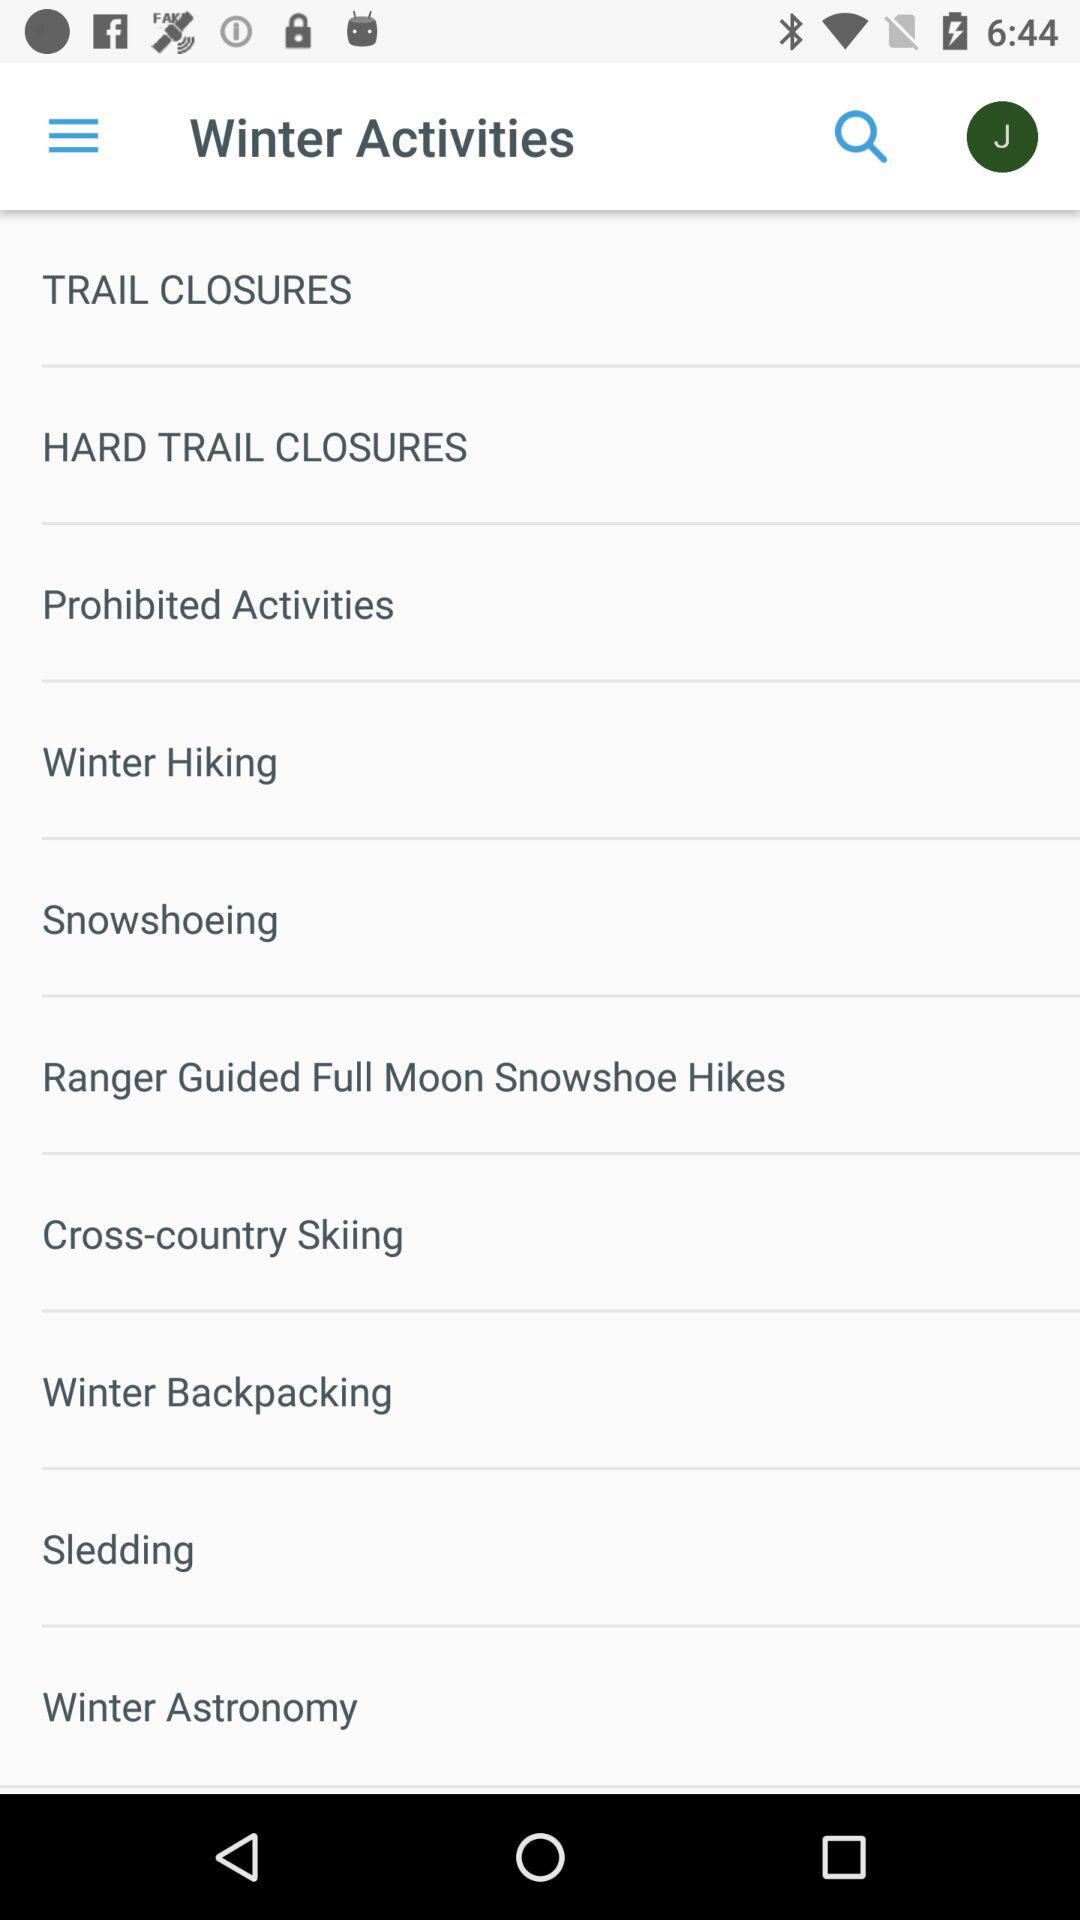 FAKE
6:44
Winter Activities
J
TRAIL CLOSURES
HARD TRAIL CLOSURES
Prohibited Activities
Winter Hiking
Snowshoeing
Ranger Guided Full Moon Snowshoe Hikes
Cross-country Skiing
Winter Backpacking
Sledding
Winter Astronomy